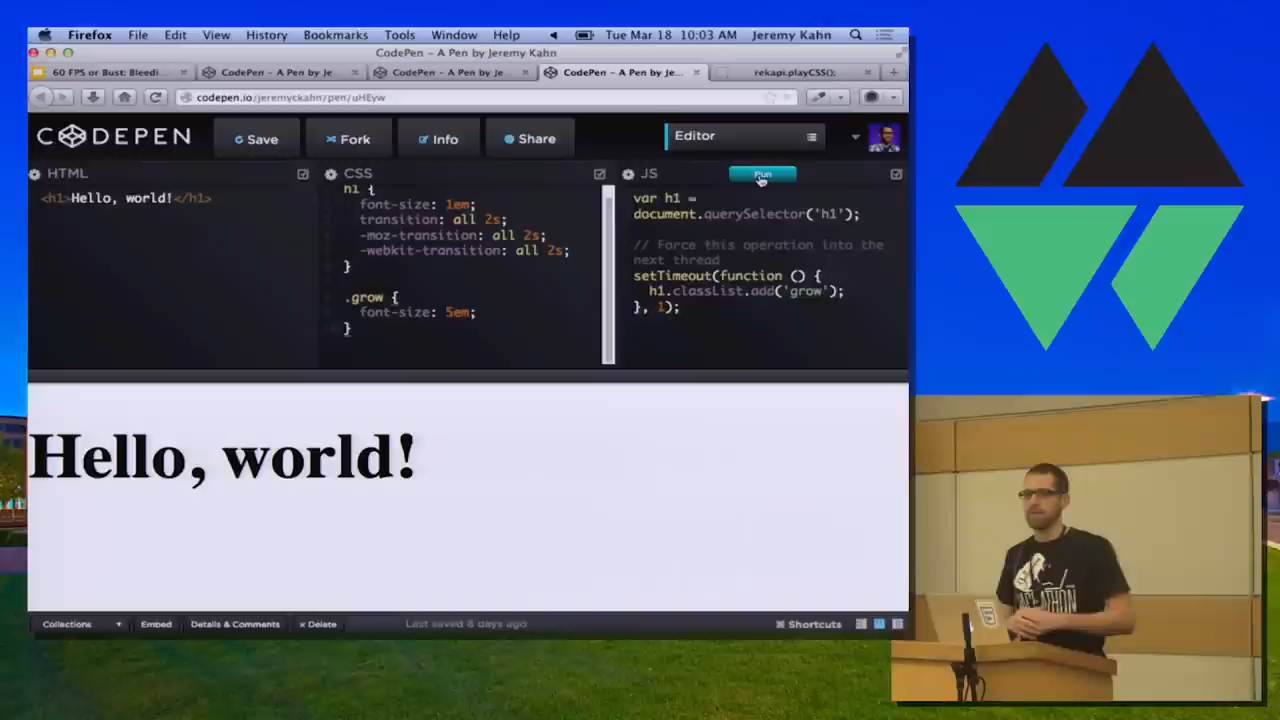 Firefox File Edit View History Bookmarks Tools Window Help Tue Mar 18 10:03 AM Jeremy Kahn
CodePen - A Pen by Jeremy Kahn
60 FPS or Bust: Bleedi... CodePen - A Pen by Je... CodePen - A Pen by Je... CodePen - A Pen by Je... rekapi.playCSS();
codepen.io/jeremyckahn/pen/uHEyw
CODEPEN Save Fork Info Share Editor
HTML
<h1>Hello, world!</h1>
CSS
h1 {
font-size: 1em;
transition: all 2s;
-moz-transition: all 2s;
-webkit-transition: all 2s;
}
.grow {
font-size: 5em;
}
JS Run
var h1 =
document.querySelector('h1');
// Force this operation into the
next thread
setTimeout(function () {
h1.classList.add('grow');
}, 1);
Hello, world!
Collections Embed Details & Comments x Delete Last saved 8 days ago ⌘ Shortcuts